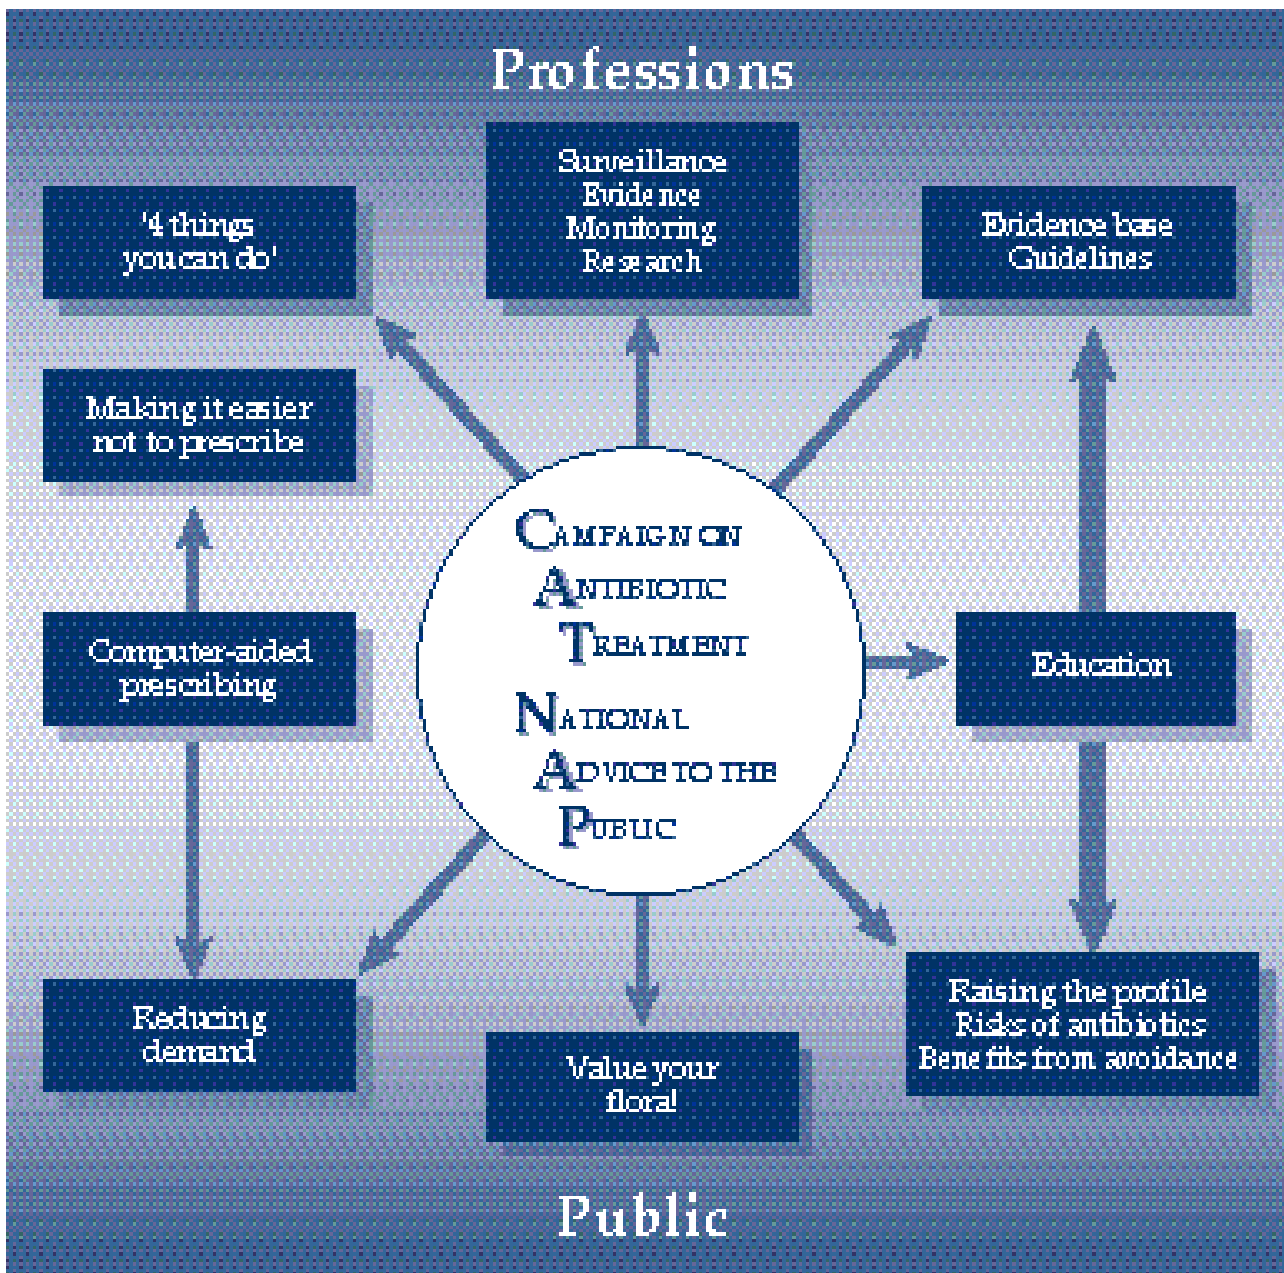 Professions
Surveillance
Evidence
Monitoring
Research
'4 things
you can do'
Evidence base
Guidelines
Making it easier
not to prescribe
CAMPAIGN ON
ANTIBIOTIC
TREATMENT
NATIONAL
ADVICE TO THE
PUBLIC
Computer-aided
prescribing
Education
Reducing
demand
Value your
flora!
Raising the profile
Risks of antibiotics
Benefits from avoidance
Public